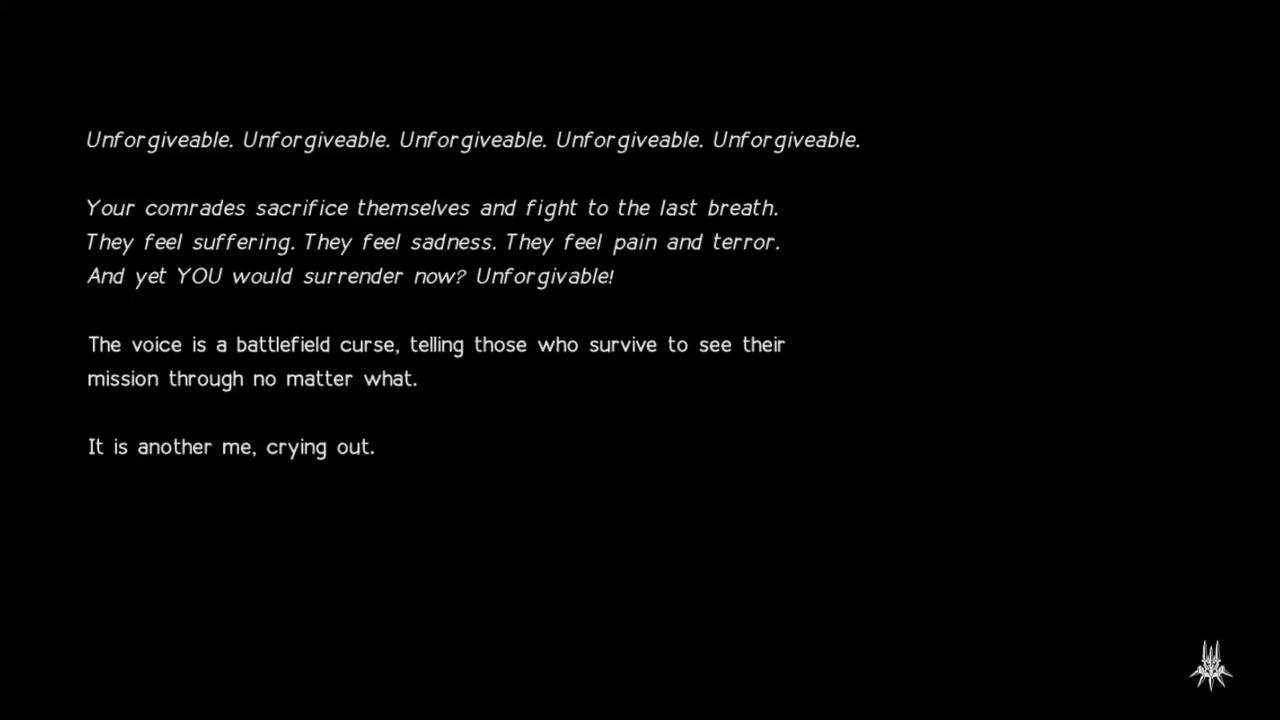 Unforgiveable. Unforgiveable. Unforgiveable. Unforgiveable. Unforgiveable.
Your comrades sacrifice themselves and fight to the last breath.
They feel suffering. They feel sadness. They feel pain and terror.
And yet YOU would surrender now? Unforgivable!
The voice is a battlefield curse, telling those who survive to see their
mission through no matter what.
It is another me, crying out.